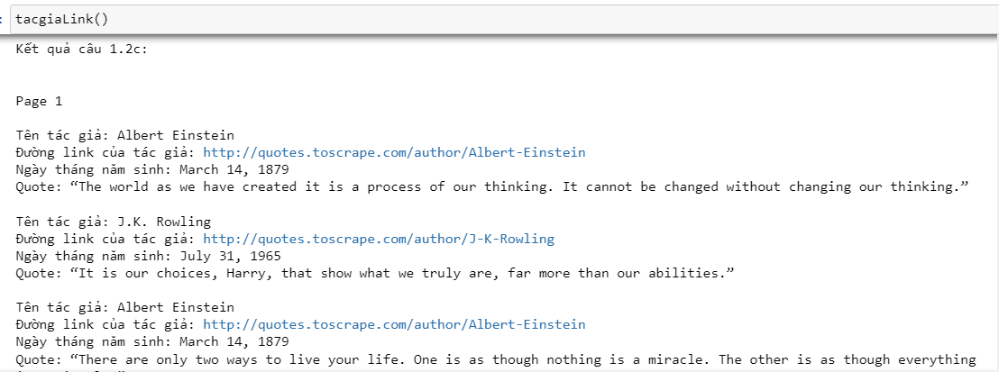 : tacgiaLink()
Kết quả câu 1.2c:
Page 1
Tên tác giả: Albert Einstein
Đường link của tác giả: http://quotes.toscrape.com/author/Albert-Einstein
Ngày tháng năm sinh: March 14, 1879
Quote: “The world as we have created it is a process of our thinking. It cannot be changed without changing our thinking.”
Tên tác giả: J.K. Rowling
Đường link của tác giả: http://quotes.toscrape.com/author/J-K-Rowling
Ngày tháng năm sinh: July 31, 1965
Quote: “It is our choices, Harry, that show what we truly are, far more than our abilities.”
Tên tác giả: Albert Einstein
Đường link của tác giả: http://quotes.toscrape.com/author/Albert-Einstein
Ngày tháng năm sinh: March 14, 1879
Quote: “There are only two ways to live your life. One is as though nothing is a miracle. The other is as though everything